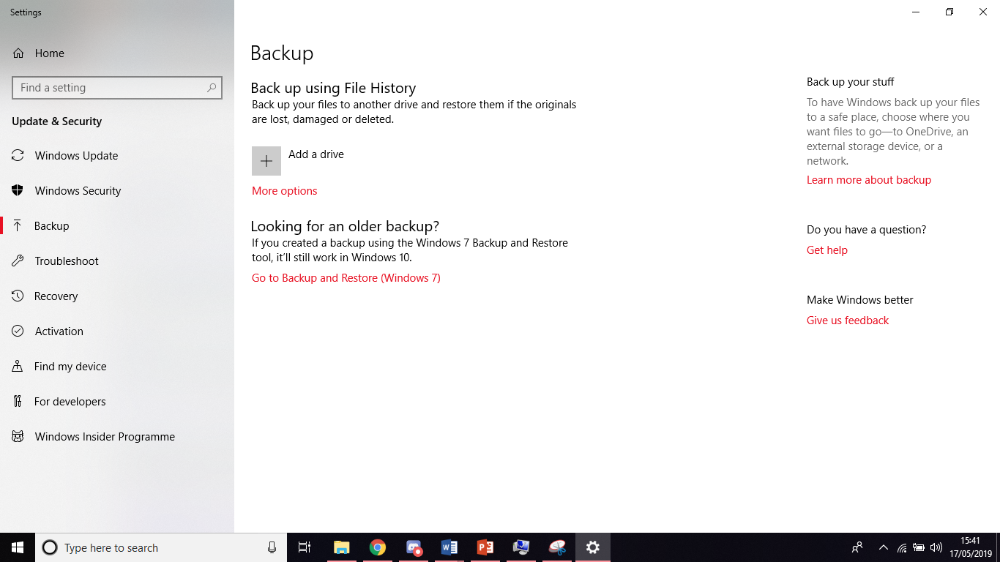 Settings
Home
Find a setting
Update & Security
Windows Update
Windows Security
Backup
Troubleshoot
Recovery
Activation
Find my device
For developers
Windows Insider Programme
Backup
Back up using File History
Back up your files to another drive and restore them if the originals
are lost, damaged or deleted.
Add a drive
More options
Looking for an older backup?
If you created a backup using the Windows 7 Backup and Restore
tool, it'll still work in Windows 10.
Go to Backup and Restore (Windows 7)
Back up your stuff
To have Windows back up your files
to a safe place, choose where you
want files to go—to OneDrive, an
external storage device, or a
network.
Learn more about backup
Do you have a question?
Get help
Make Windows better
Give us feedback
Type here to search
15:41
17/05/2019